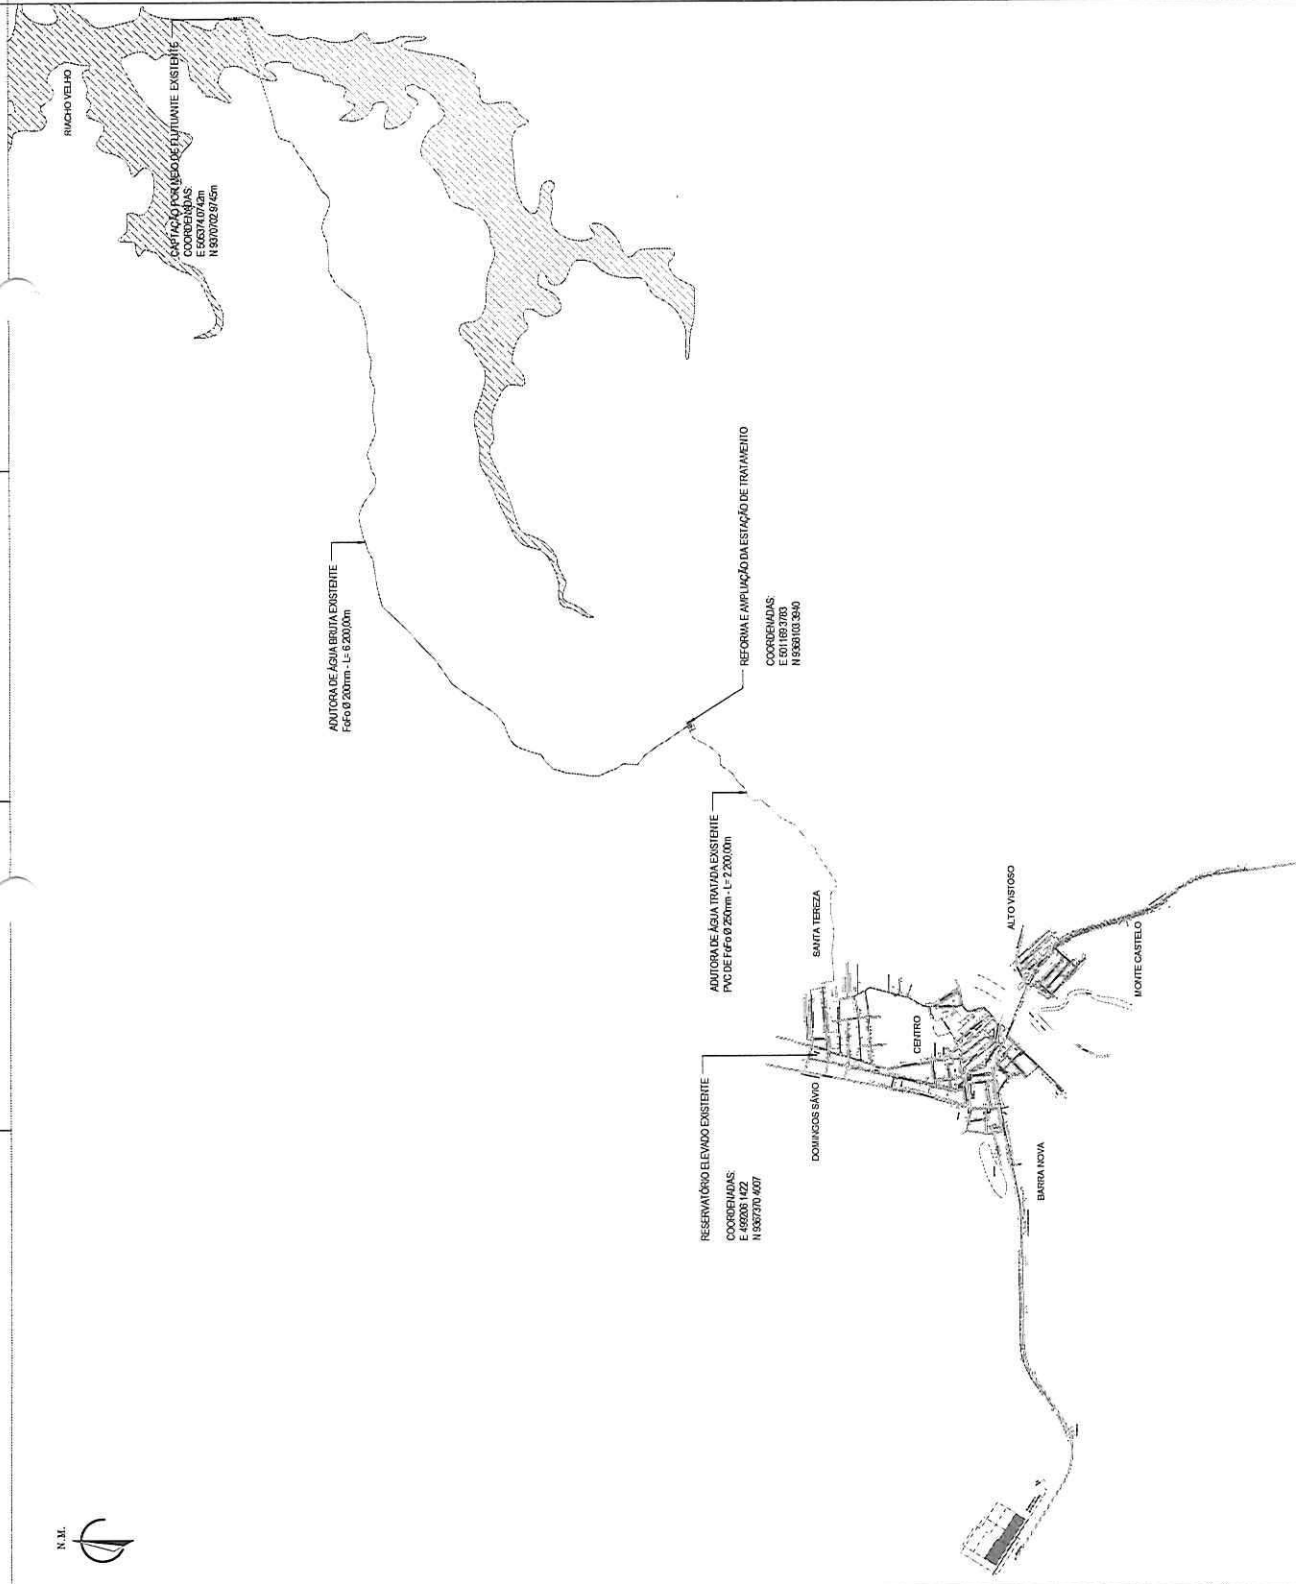 RIACHO VELHO
CAPTAÇÃO POR MEIO DE FLUTUANTE EXISTENTE
COORDENADAS:
E 505374.0742m
N 9370702.9745m
ADUTORA DE ÁGUA BRUTA EXISTENTE
FoFo Ø 200mm - L= 6.200,00m
REFORMA E AMPLIAÇÃO DA ESTAÇÃO DE TRATAMENTO
COORDENADAS:
E 501169.3783
N 9368103.3940
ADUTORA DE ÁGUA TRATADA EXISTENTE
PVC DE FoFo Ø 250mm - L= 2.200,00m
SANTA TEREZA
RESERVATÓRIO ELEVADO EXISTENTE
COORDENADAS:
E 499206.1422
N 9367370.4007
DOMINGOS SÁVIO
CENTRO
ALTO VISTOSO
MONTE CASTELO
BARRA NOVA
N.M.